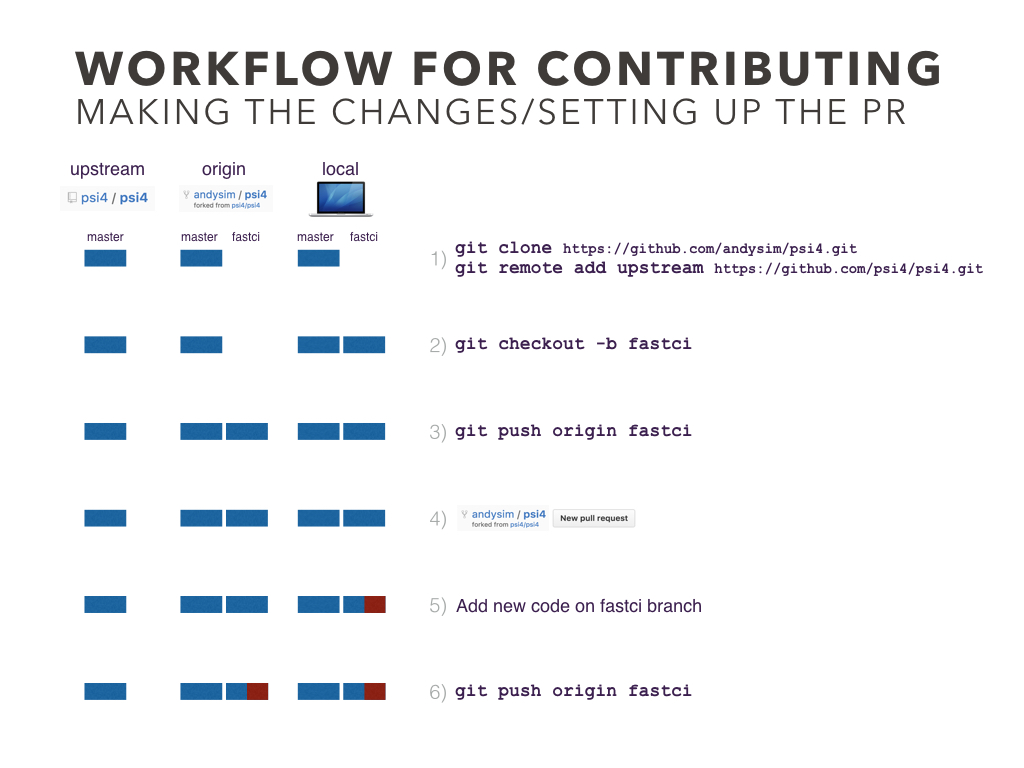 WORKFLOW FOR CONTRIBUTING
MAKING THE CHANGES/SETTING UP THE PR
upstream origin local
psi4 / psi4 andysim / psi4
forked from psi4/psi4
master master fastci master fastci
1) git clone https://github.com/andysim/psi4.git
git remote add upstream https://github.com/psi4/psi4.git
2) git checkout -b fastci
3) git push origin fastci
4) andysim / psi4 New pull request
forked from psi4/psi4
5) Add new code on fastci branch
6) git push origin fastci